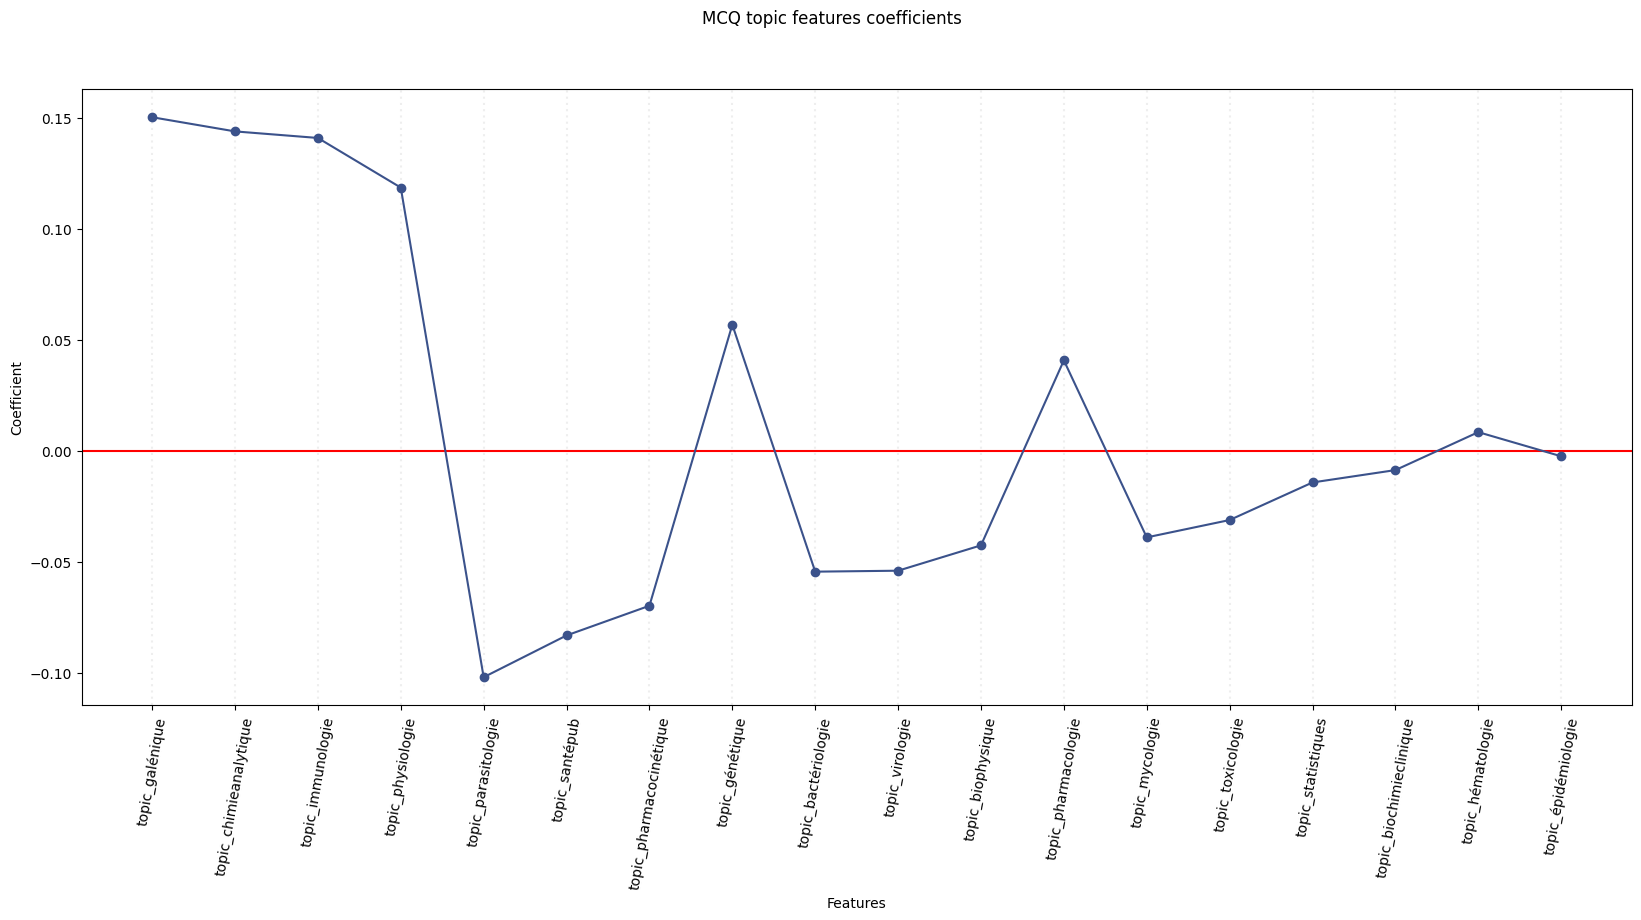 MCQ topic features coefficients
0.15
0.10
0.05
0.00
−0.05
−0.10
Coefficient
topic_galénique
topic_chimieanalytique
topic_immunologie
topic_physiologie
topic_parasitologie
topic_santépub
topic_pharmacocinétique
topic_génétique
topic_bactériologie
topic_virologie
topic_biophysique
topic_pharmacologie
topic_mycologie
topic_toxicologie
topic_statistiques
topic_biochimieclinique
topic_hématologie
topic_épidémiologie
Features